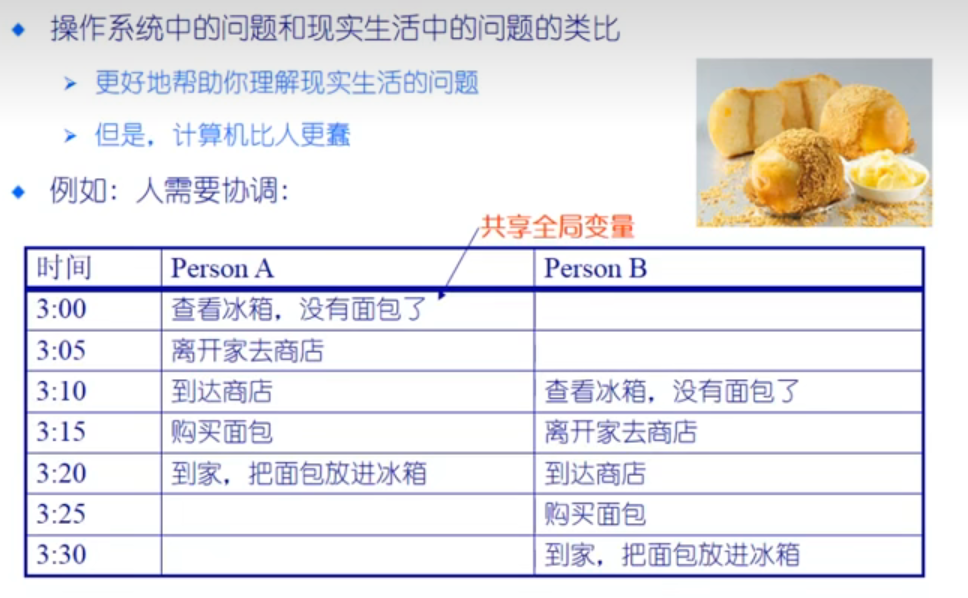 操作系统中的问题和现实生活中的问题的类比
更好地帮助你理解现实生活的问题
但是，计算机比人更蠢
例如：人需要协调：
共享全局变量
时间 Person A Person B
3:00 查看冰箱，没有面包了
3:05 离开家去商店
3:10 到达商店 查看冰箱，没有面包了
3:15 购买面包 离开家去商店
3:20 到家，把面包放进冰箱 到达商店
3:25 购买面包
3:30 到家，把面包放进冰箱